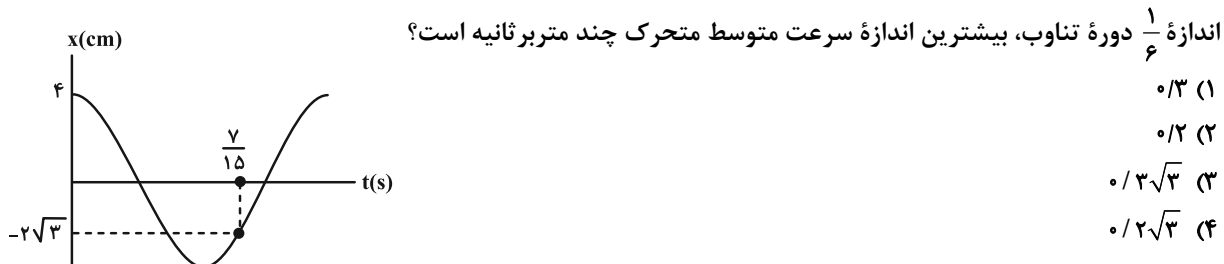 اندازهٔ ۱/۶ دورهٔ تناوب، بیشترین اندازهٔ سرعت متوسط متحرک چند متربرثانیه است؟
۱) ۰/۳
۲) ۰/۲
۳) ۰/۳√۳
۴) ۰/۲√۳
x(cm)
۴
۷/۱۵
t(s)
-۲√۳